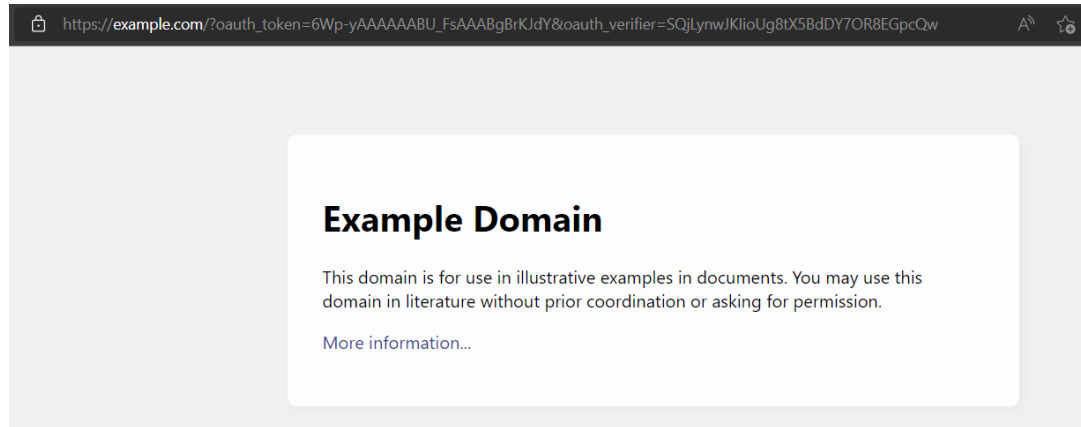 https://example.com/?oauth_token=6Wp-yAAAAAABU_FsAAABgBrKJdY&oauth_verifier=SQjLynwJKIioUg8tX5BdDY7OR8EGpcQw
Example Domain
This domain is for use in illustrative examples in documents. You may use this
domain in literature without prior coordination or asking for permission.
More information...